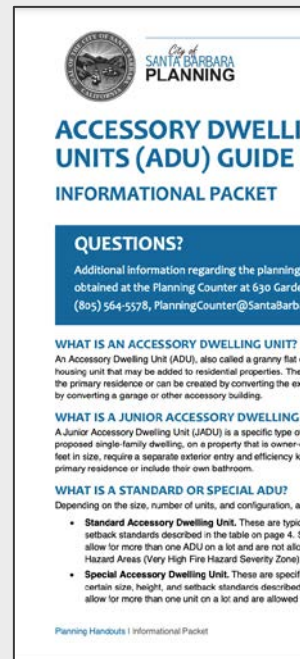 CITY OF SANTA BARBARA
CALIFORNIA
City of
SANTA BARBARA
PLANNING
ACCESSORY DWELLI
UNITS (ADU) GUIDE
INFORMATIONAL PACKET
QUESTIONS?
Additional information regarding the planning
obtained at the Planning Counter at 630 Garde
(805) 564-5578, PlanningCounter@SantaBarb
WHAT IS AN ACCESSORY DWELLING UNIT?
An Accessory Dwelling Unit (ADU), also called a granny flat o
housing unit that may be added to residential properties. The
the primary residence or can be created by converting the ex
by converting a garage or other accessory building.
WHAT IS A JUNIOR ACCESSORY DWELLING
A Junior Accessory Dwelling Unit (JADU) is a specific type o
proposed single-family dwelling, on a property that is owner-
feet in size, require a separate exterior entry and efficiency k
primary residence or include their own bathroom.
WHAT IS A STANDARD OR SPECIAL ADU?
Depending on the size, number of units, and configuration, a
• Standard Accessory Dwelling Unit. These are typic
setback standards described in the table on page 4. S
allow for more than one ADU on a lot and are not allo
Hazard Areas (Very High Fire Hazard Severity Zone)
• Special Accessory Dwelling Unit. These are specifi
certain size, height, and setback standards described
allow for more than one unit on a lot and are allowed
Planning Handouts | Informational Packet